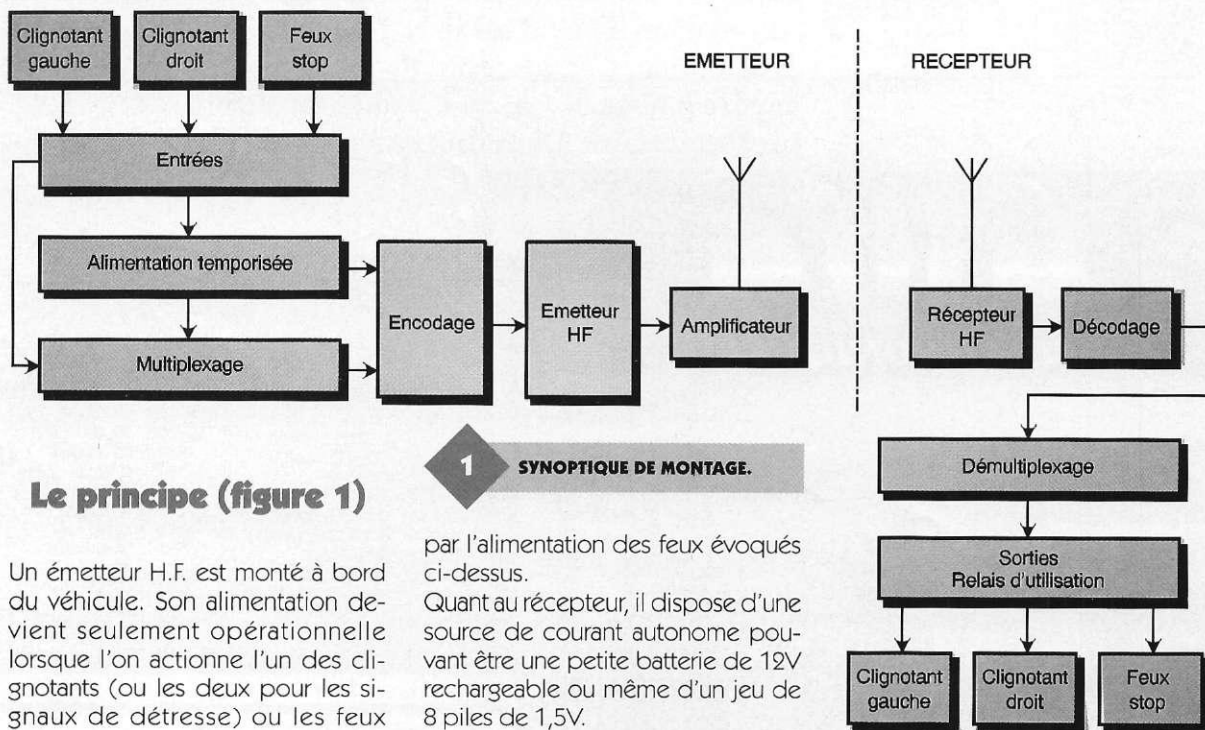 Clignotant
gauche
Clignotant
droit
Feux
stop
EMETTEUR
RECEPTEUR
Entrées
Alimentation temporisée
Multiplexage
Encodage
Emetteur
HF
Amplificateur
Récepteur
HF
Décodage
Démultiplexage
Sorties
Relais d'utilisation
Clignotant
gauche
Clignotant
droit
Feux
stop
1 SYNOPTIQUE DE MONTAGE.
Le principe (figure 1)
Un émetteur H.F. est monté à bord
du véhicule. Son alimentation de-
vient seulement opérationnelle
lorsque l'on actionne l'un des cli-
gnotants (ou les deux pour les si-
gnaux de détresse) ou les feux
par l'alimentation des feux évoqués
ci-dessus.
Quant au récepteur, il dispose d'une
source de courant autonome pou-
vant être une petite batterie de 12V
rechargeable ou même d'un jeu de
8 piles de 1,5V.